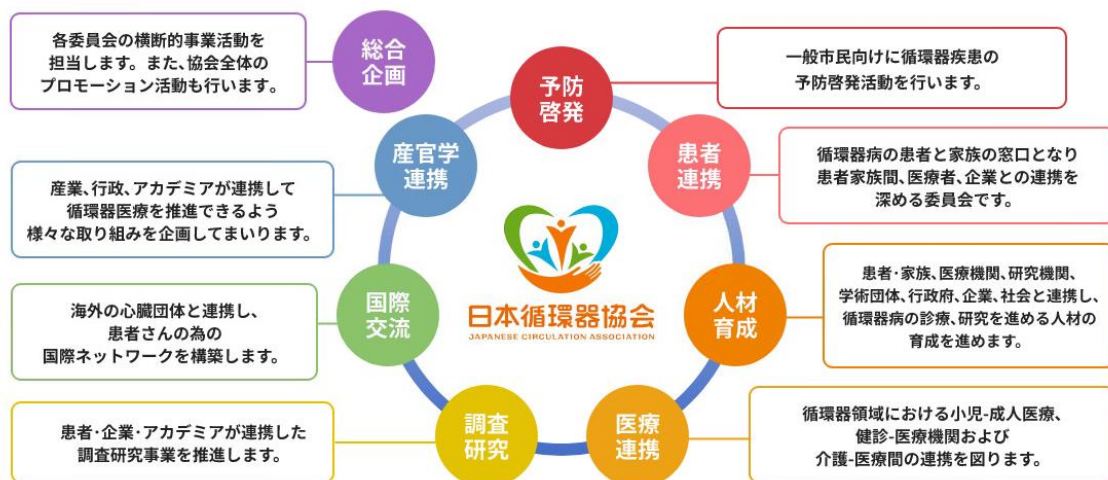 各委員会の横断的事業活動を
担当します。また、協会全体の
プロモーション活動も行います。
総合
企画
予防
啓発
一般市民向けに循環器疾患の
予防啓発活動を行います。
産官学
連携
産業、行政、アカデミアが連携して
循環器医療を推進できるよう
様々な取り組みを企画してまいります。
患者
連携
循環器病の患者と家族の窓口となり
患者家族間、医療者、企業との連携を
深める委員会です。
国際
交流
海外の心臓団体と連携し、
患者さんの為の
国際ネットワークを構築します。
日本循環器協会
JAPANESE CIRCULATION ASSOCIATION
人材
育成
患者・家族、医療機関、研究機関、
学術団体、行政府、企業、社会と連携し、
循環器病の診療、研究を進める人材の
育成を進めます。
調査
研究
患者・企業・アカデミアが連携した
調査研究事業を推進します。
医療
連携
循環器領域における小児-成人医療、
健診-医療機関および
介護-医療間の連携を図ります。